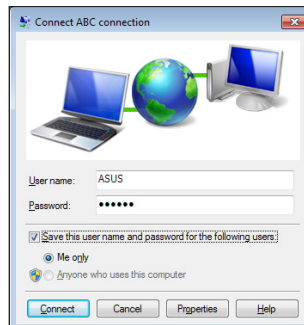 Connect ABC connection
User name: ASUS
Password: ••••••
Save this user name and password for the following users:
Me only
Anyone who uses this computer
Connect Cancel Properties Help